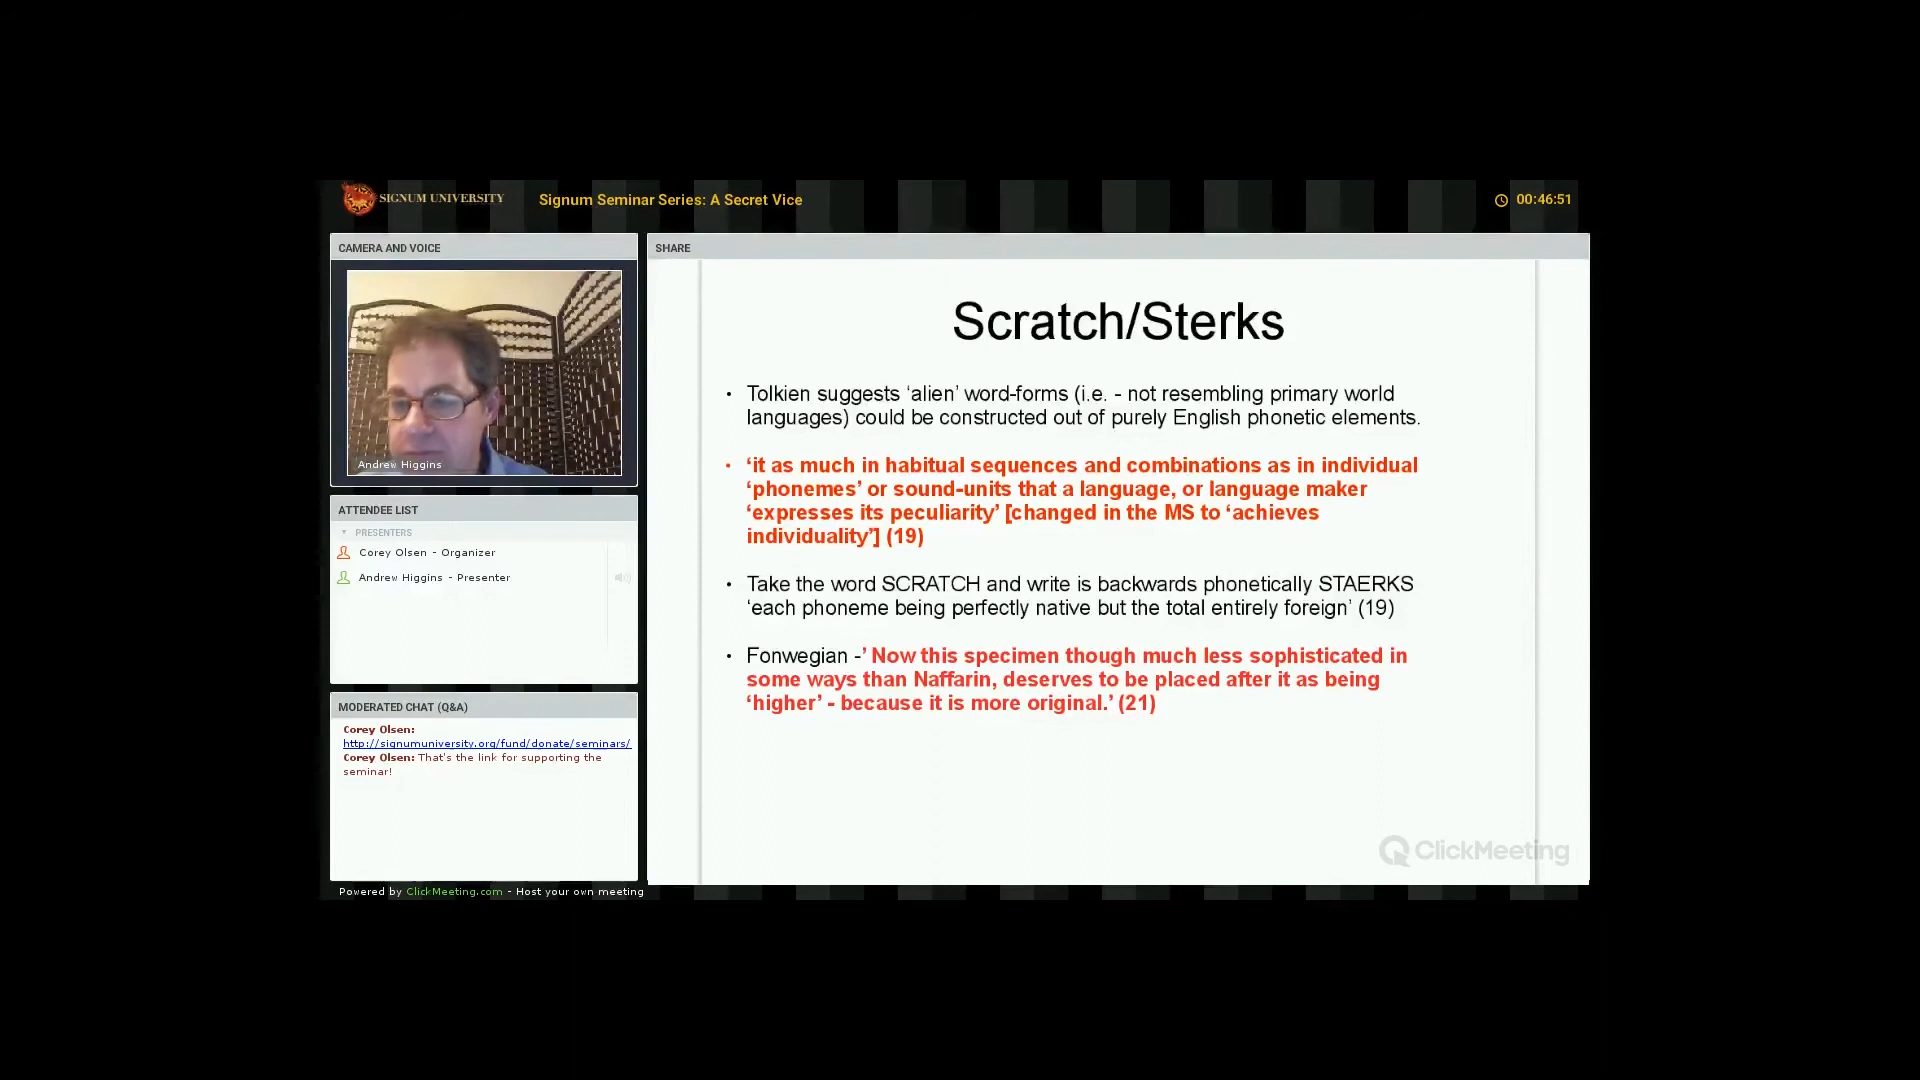 SIGNUM UNIVERSITY
Signum Seminar Series: A Secret Vice
00:46:51
CAMERA AND VOICE
Andrew Higgins
ATTENDEE LIST
PRESENTERS
Corey Olsen - Organizer
Andrew Higgins - Presenter
MODERATED CHAT (Q&A)
Corey Olsen:
http://signumuniversity.org/fund/donate/seminars/
Corey Olsen: That's the link for supporting the
seminar!
Powered by ClickMeeting.com - Host your own meeting
SHARE
Scratch/Sterks
• Tolkien suggests ‘alien’ word-forms (i.e. - not resembling primary world
languages) could be constructed out of purely English phonetic elements.
• ‘it as much in habitual sequences and combinations as in individual
‘phonemes’ or sound-units that a language, or language maker
‘expresses its peculiarity’ [changed in the MS to ‘achieves
individuality’] (19)
• Take the word SCRATCH and write is backwards phonetically STAERKS
‘each phoneme being perfectly native but the total entirely foreign’ (19)
• Fonwegian -’ Now this specimen though much less sophisticated in
some ways than Naffarin, deserves to be placed after it as being
‘higher’ - because it is more original.’ (21)
ClickMeeting